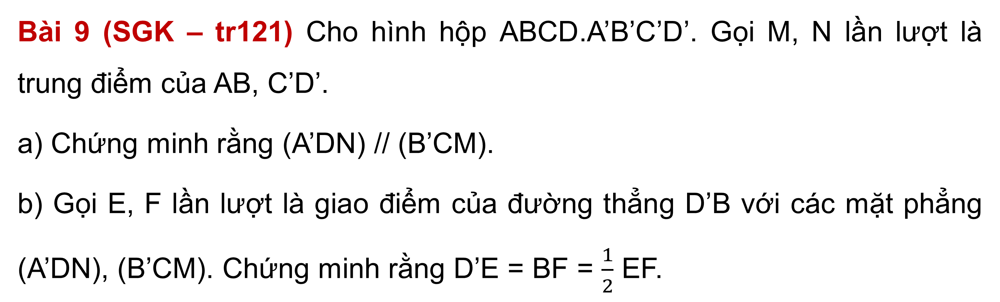 Bài 9 (SGK – tr121) Cho hình hộp ABCD.A’B’C’D’. Gọi M, N lần lượt là
trung điểm của AB, C’D’.
a) Chứng minh rằng (A’DN) // (B’CM).
b) Gọi E, F lần lượt là giao điểm của đường thẳng D’B với các mặt phẳng
(A’DN), (B’CM). Chứng minh rằng D’E = BF = \frac{1}{2} EF.